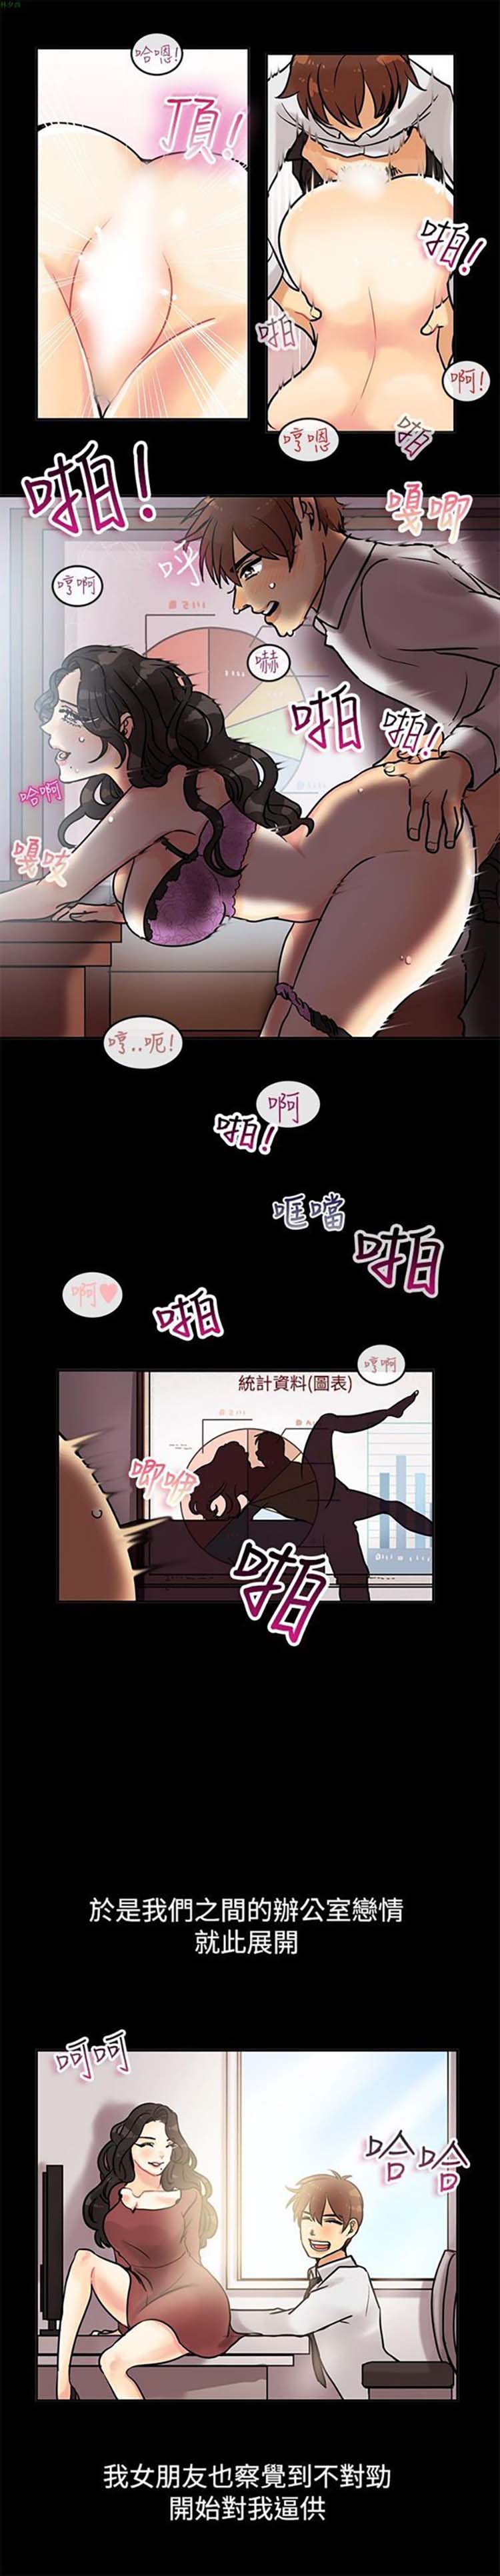 哈嗯!
頂!
啪!
啪
啊!
哼嗯
啪
啪!
嘎唧
呼
哼啊
嚇
啪
啪!
哈啊
嘎吱
哼..呃!
啊
啪!
哐噹
啪
啊♥
啪
哼啊
統計資料(圖表)
唧咿
啪
於是我們之間的辦公室戀情
就此展開
呵呵
哈哈
我女朋友也察覺到不對勁
開始對我逼供